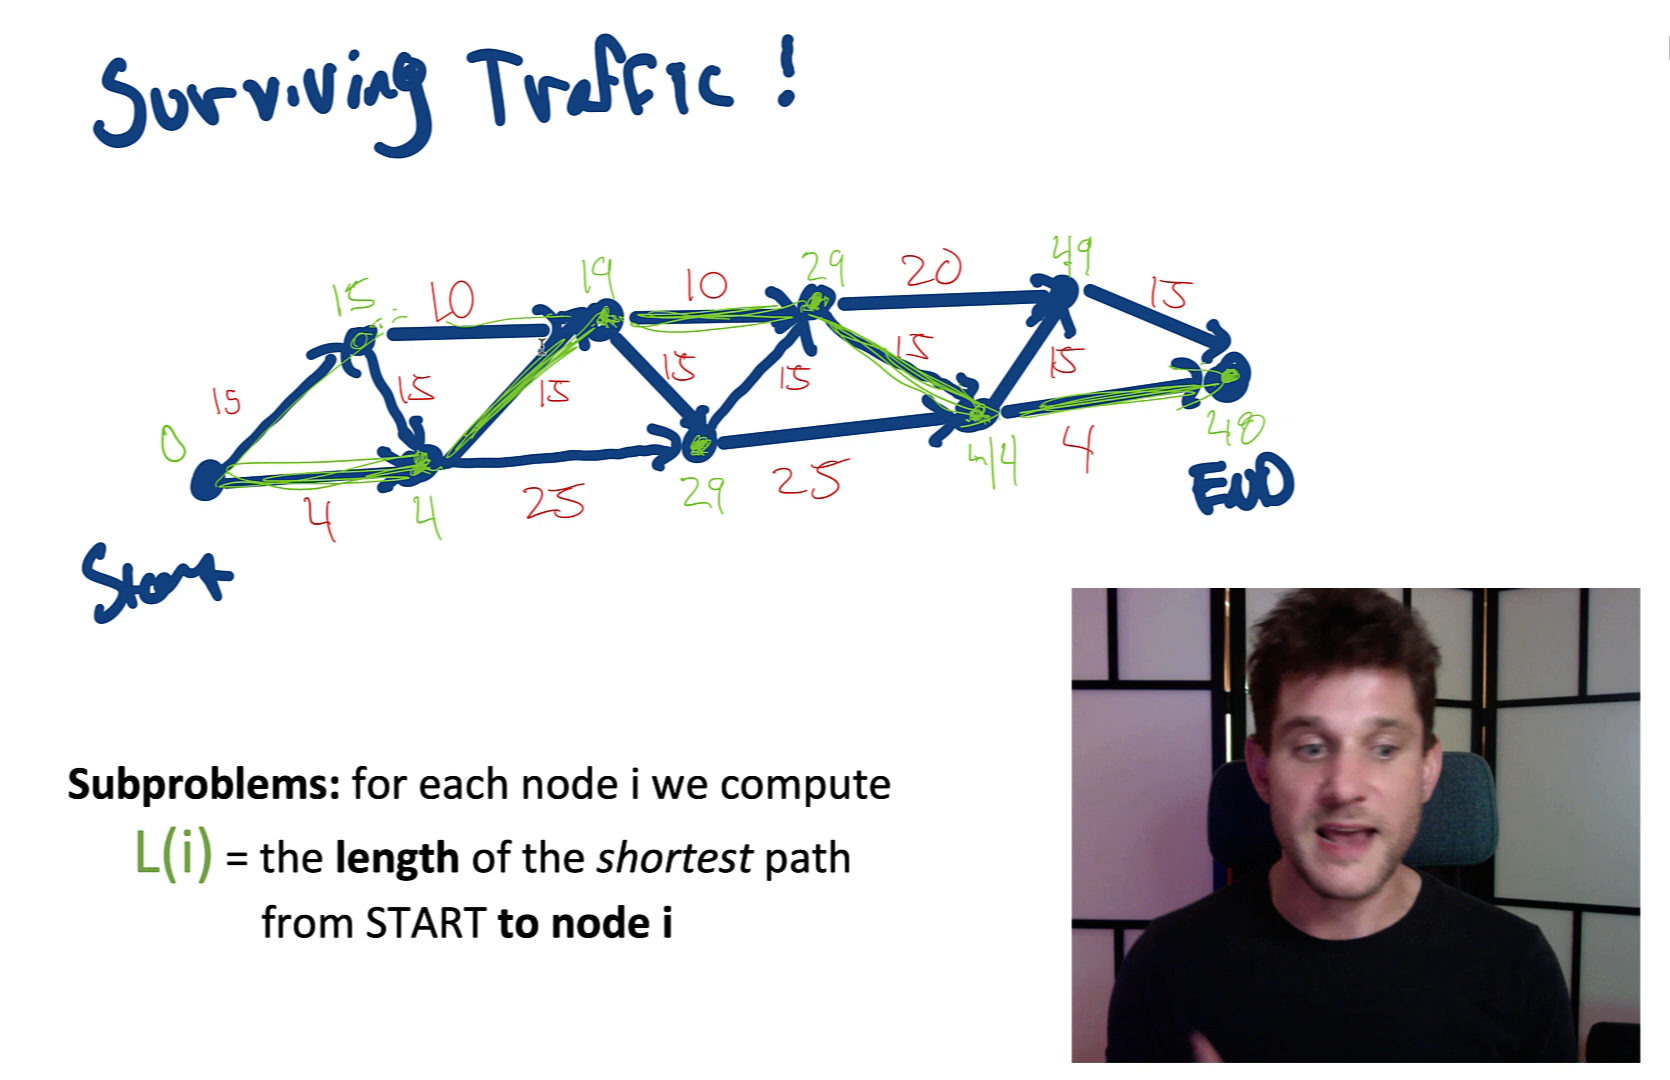 Surviving Traffic!
15 10 19 10 29 20 49 15
15 15 15 15 15 15 15
0 4 4 25 29 25 44 4 48
Start
END
Subproblems: for each node i we compute
L(i) = the length of the shortest path
from START to node i